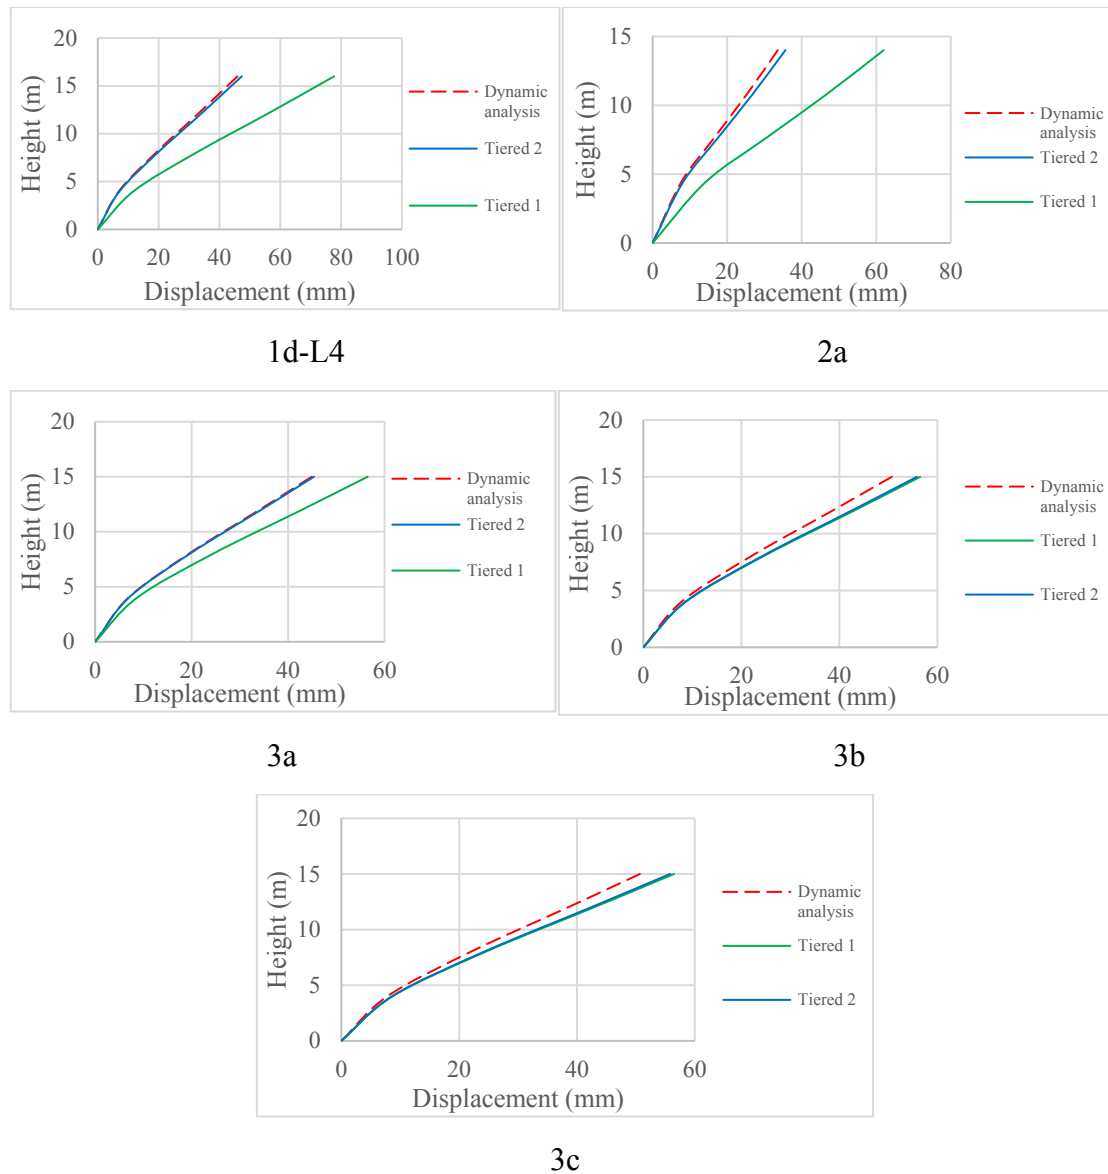 20
15
10
5
0
Height (m)
0 20 40 60 80 100
Displacement (mm)
Dynamic
analysis
Tiered 2
Tiered 1
1d-L4
15
10
5
0
Height (m)
0 20 40 60 80
Displacement (mm)
Dynamic
analysis
Tiered 2
Tiered 1
2a
20
15
10
5
0
Height (m)
0 20 40 60
Displacement (mm)
Dynamic
analysis
Tiered 2
Tiered 1
3a
20
15
10
5
0
Height (m)
0 20 40 60
Displacement (mm)
Dynamic
analysis
Tiered 1
Tiered 2
3b
20
15
10
5
0
Height (m)
0 20 40 60
Displacement (mm)
Dynamic
analysis
Tiered 1
Tiered 2
3c